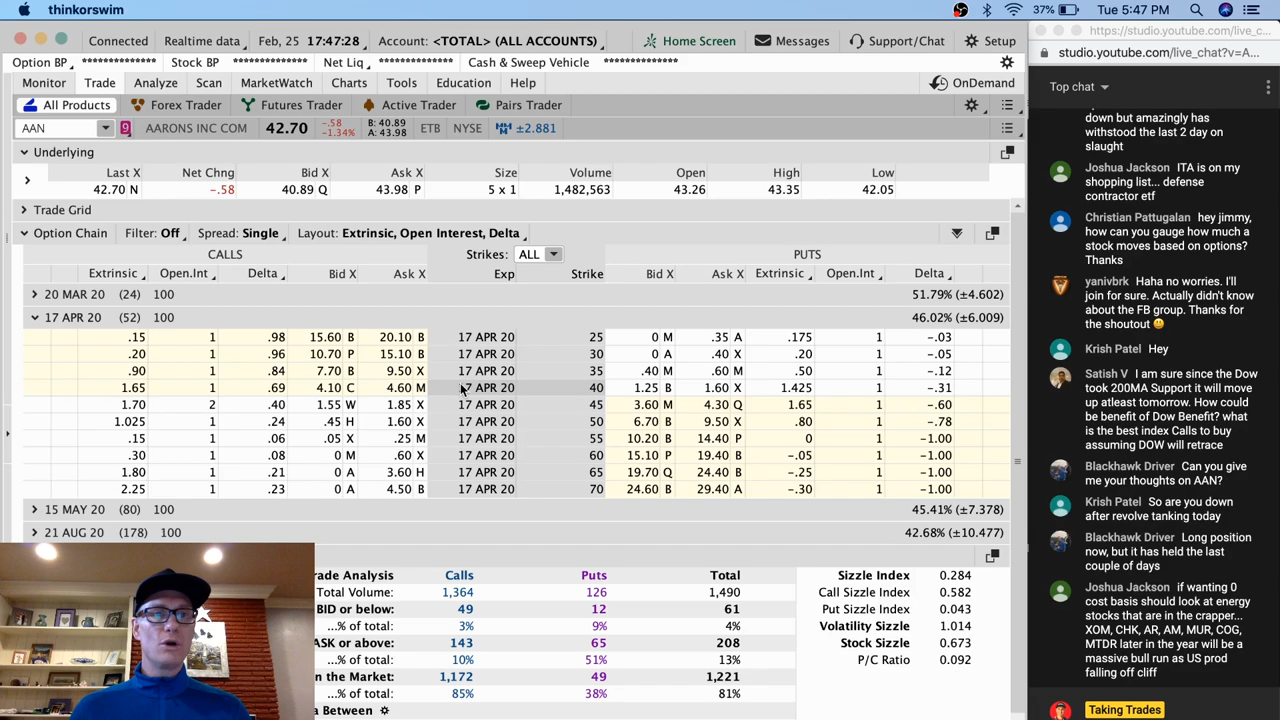 thinkorswim
37%
Tue 5:47 PM
Connected
Realtime data
Feb, 25 17:47:28
Account: <TOTAL> (ALL ACCOUNTS)
Home Screen
Messages
Support/Chat
Setup
Option BP
**************
Stock BP
**************
Net Liq
**************
Cash & Sweep Vehicle
**************
Monitor
Trade
Analyze
Scan
MarketWatch
Charts
Tools
Education
Help
OnDemand
All Products
Forex Trader
Futures Trader
Active Trader
Pairs Trader
AAN
9
AARONS INC COM
42.70
-.58
-1.34%
B: 40.89
A: 43.98
ETB
NYSE
±2.881
Underlying
Last X Net Chng Bid X Ask X Size Volume Open High Low
42.70 N -.58 40.89 Q 43.98 P 5 x 1 1,482,563 43.26 43.35 42.05
Trade Grid
Option Chain Filter: Off Spread: Single Layout: Extrinsic, Open Interest, Delta
CALLS Strikes: ALL PUTS
Extrinsic Open.Int Delta Bid X Ask X Exp Strike Bid X Ask X Extrinsic Open.Int Delta
20 MAR 20 (24) 100 51.79% (±4.602)
17 APR 20 (52) 100 46.02% (±6.009)
.15 1 .98 15.60 B 20.10 B 17 APR 20 25 0 M .35 A .175 1 -.03
.20 1 .96 10.70 P 15.10 B 17 APR 20 30 0 A .40 X .20 1 -.05
.90 1 .84 7.70 B 9.50 X 17 APR 20 35 .40 M .60 M .50 1 -.12
1.65 1 .69 4.10 C 4.60 M 17 APR 20 40 1.25 B 1.60 X 1.425 1 -.31
1.70 2 .40 1.55 W 1.85 X 17 APR 20 45 3.60 M 4.30 Q 1.65 1 -.60
1.025 1 .24 .45 H 1.60 X 17 APR 20 50 6.70 B 9.50 X .80 1 -.78
.15 1 .06 .05 X .25 M 17 APR 20 55 10.20 B 14.40 P 0 1 -1.00
.30 1 .08 0 M .60 X 17 APR 20 60 15.10 P 19.40 B -.05 1 -1.00
1.80 1 .21 0 A 3.60 H 17 APR 20 65 19.70 Q 24.40 B -.25 1 -1.00
2.25 1 .23 0 A 4.50 B 17 APR 20 70 24.60 B 29.40 A -.30 1 -1.00
15 MAY 20 (80) 100 45.41% (±7.378)
21 AUG 20 (178) 100 42.68% (±10.477)
rade Analysis Calls Puts Total
Total Volume: 1,364 126 1,490
BID or below: 49 12 61
...% of total: 3% 9% 4%
ASK or above: 143 65 208
...% of total: 10% 51% 13%
n the Market: 1,172 49 1,221
...% of total: 85% 38% 81%
a Between
Sizzle Index 0.284
Call Sizzle Index 0.582
Put Sizzle Index 0.043
Volatility Sizzle 1.014
Stock Sizzle 0.673
P/C Ratio 0.092
https://studio.youtube.com/live_c...
studio.youtube.com/live_chat?v=A...
Top chat
down but amazingly has
withstood the last 2 day on
slaught
Joshua Jackson ITA is on my
shopping list... defense
contractor etf
Christian Pattugalan hey jimmy,
how can you gauge how much a
stock moves based on options?
Thanks
yanivbrk Haha no worries. I'll
join for sure. Actually didn't know
about the FB group. Thanks for
the shoutout 🙂
Krish Patel Hey
Satish V I am sure since the Dow
took 200MA Support it will move
up atleast tomorrow. How could
be benefit of Dow Benefit? what
is the best index Calls to buy
assuming DOW will retrace
Blackhawk Driver Can you give
me your thoughts on AAN?
Krish Patel So are you down
after revolve tanking today
Blackhawk Driver Long position
now, but it has held the last
couple of days
Joshua Jackson if wanting 0
cost basis should look at energy
stocks that are in the crapper...
XOM, CHK, AR, AM, MUR, COG,
MTDR later in the year will be a
massive bull run as US prod
falling off cliff
Taking Trades